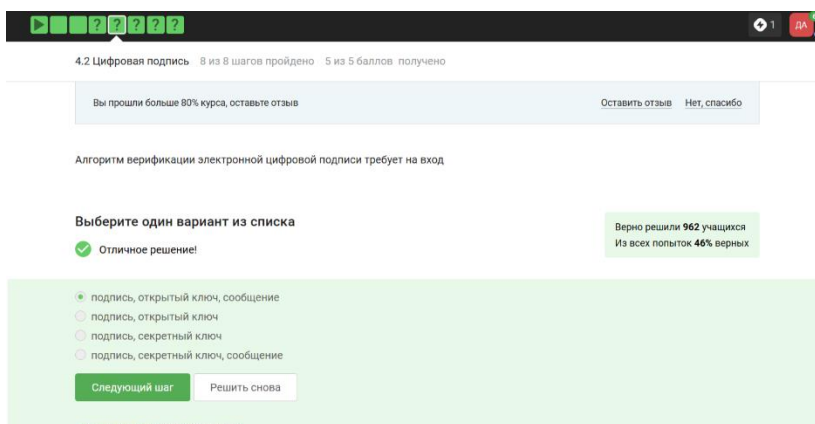 ? ? ? ? ?
1 ДА
4.2 Цифровая подпись 8 из 8 шагов пройдено 5 из 5 баллов получено
Вы прошли больше 80% курса, оставьте отзыв Оставить отзыв Нет, спасибо
Алгоритм верификации электронной цифровой подписи требует на вход
Выберите один вариант из списка
Отличное решение!
Верно решили 962 учащихся
Из всех попыток 46% верных
подпись, открытый ключ, сообщение
подпись, открытый ключ
подпись, секретный ключ
подпись, секретный ключ, сообщение
Следующий шаг Решить снова